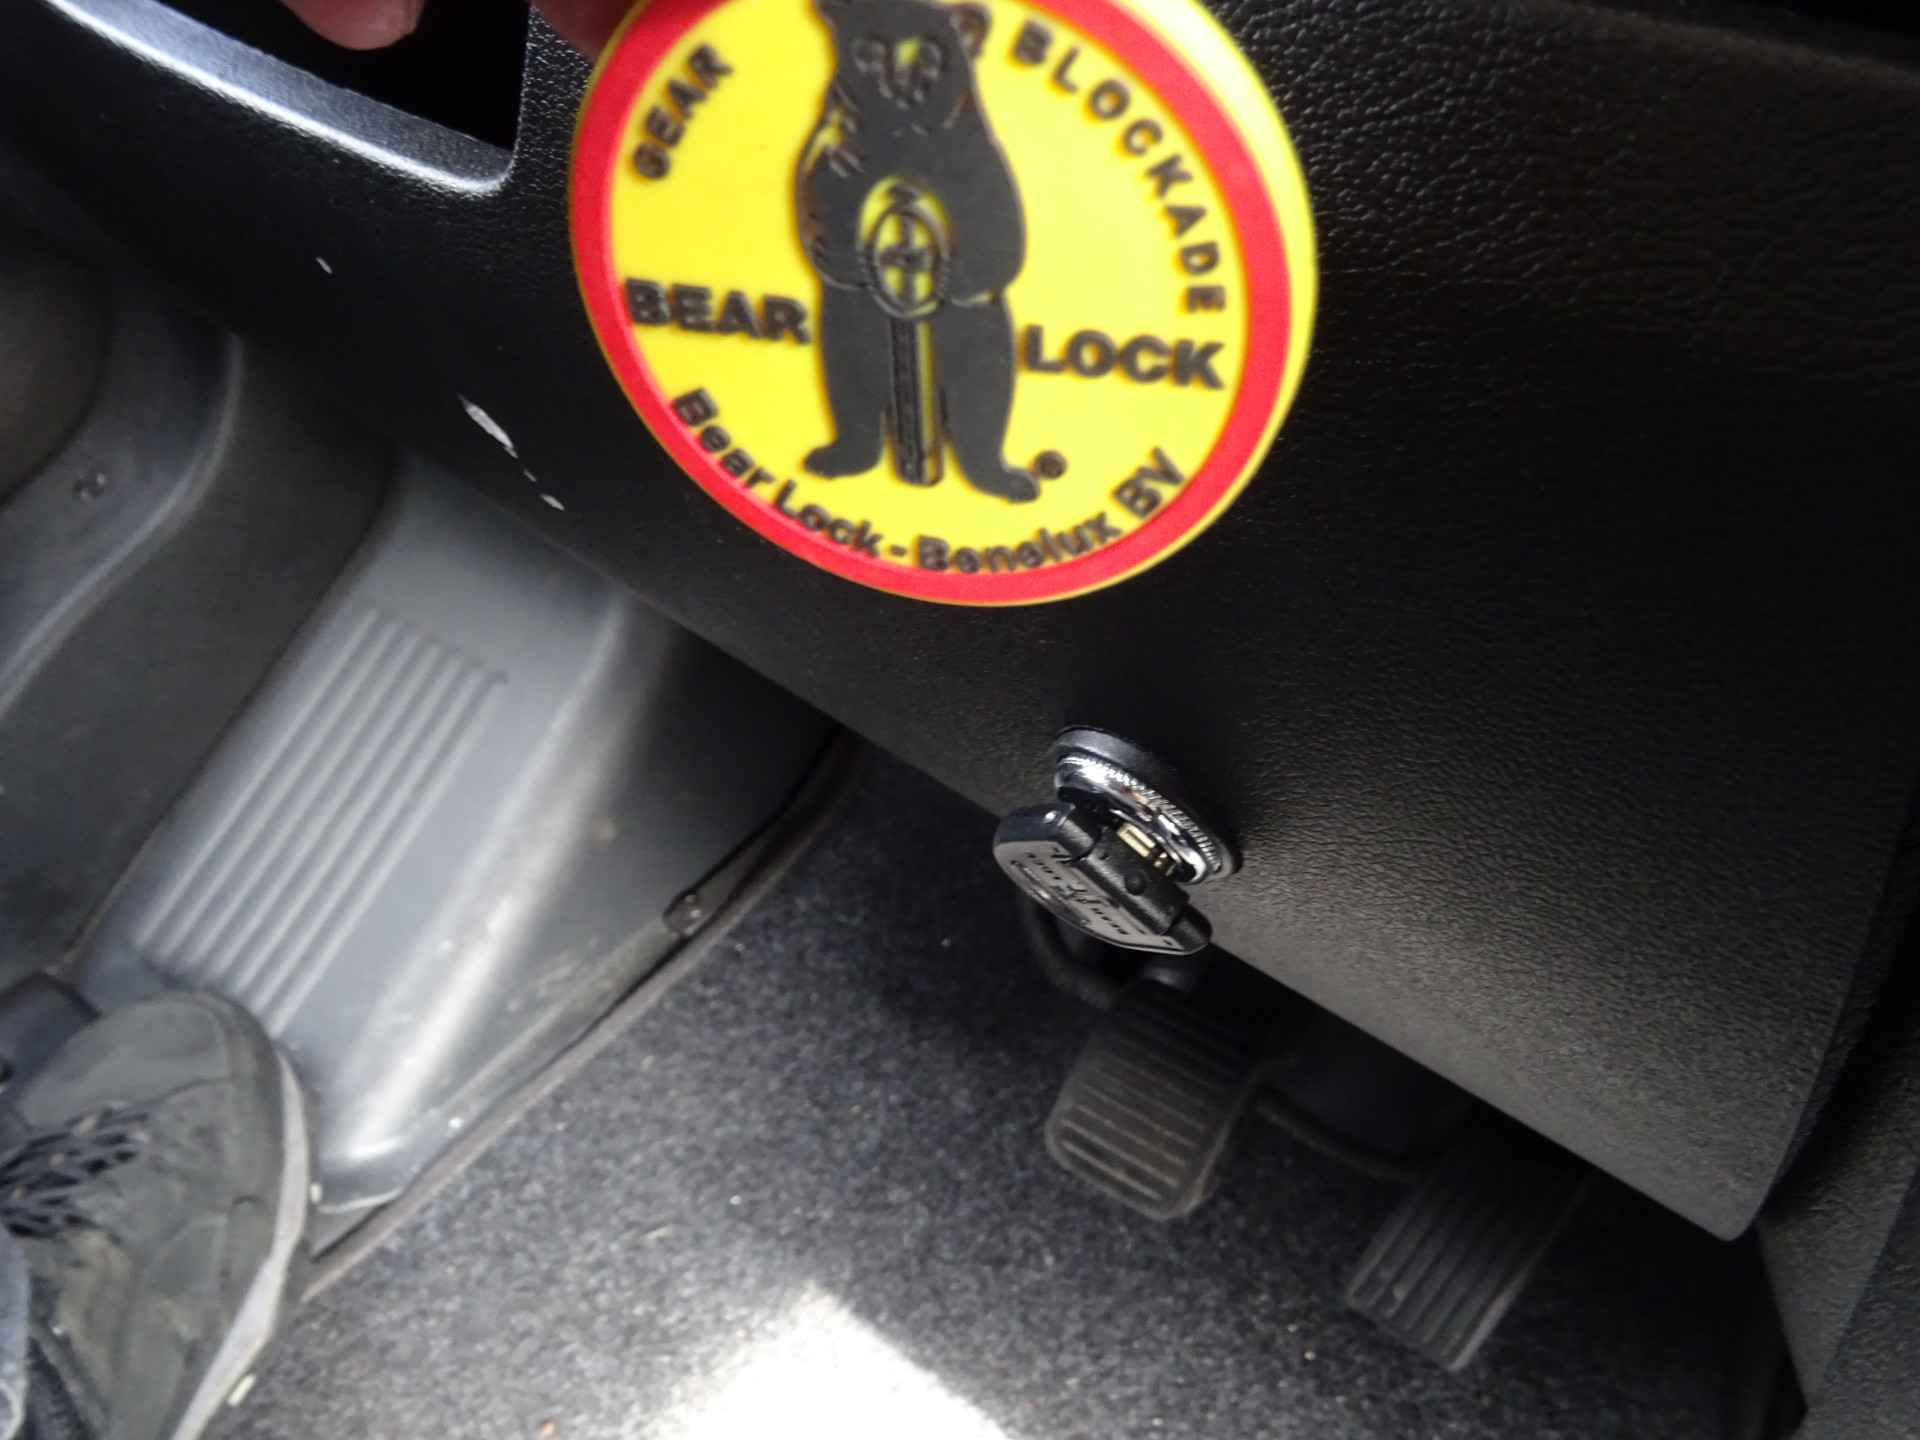 GEAR BLOCKADE
BEAR LOCK
®
Bear Lock - Benelux BV